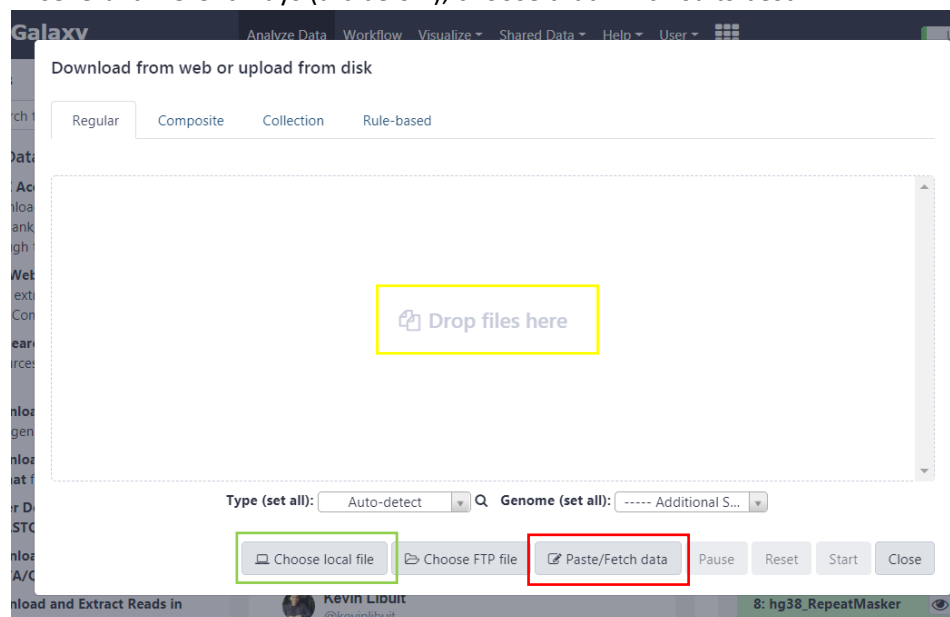 Galaxy Analyze Data Workflow Visualize Shared Data Help User
Download from web or upload from disk
Regular Composite Collection Rule-based
Drop files here
Type (set all): Auto-detect Genome (set all): ----- Additional S...
Choose local file Choose FTP file Paste/Fetch data Pause Reset Start Close
nload and Extract Reads in Kevin Libuit 8: hg38_RepeatMasker
@kevinlibuit